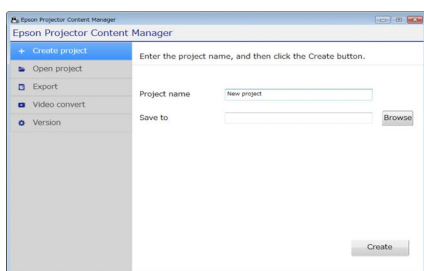 Epson Projector Content Manager
Epson Projector Content Manager
+ Create project
Enter the project name, and then click the Create button.
Open project
Export
Project name New project
Video convert
Save to Browse
Version
Create